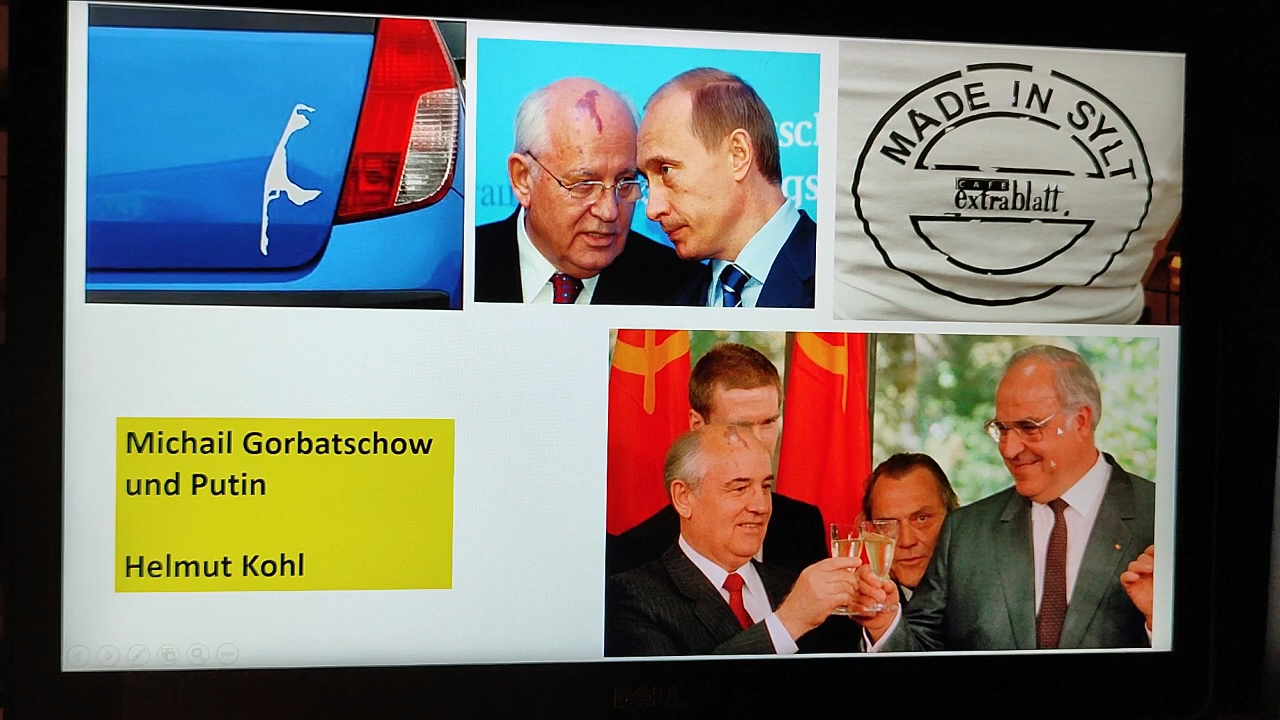 MADE IN SYLT
CAFE
extrablatt.
Michail Gorbatschow
und Putin
Helmut Kohl